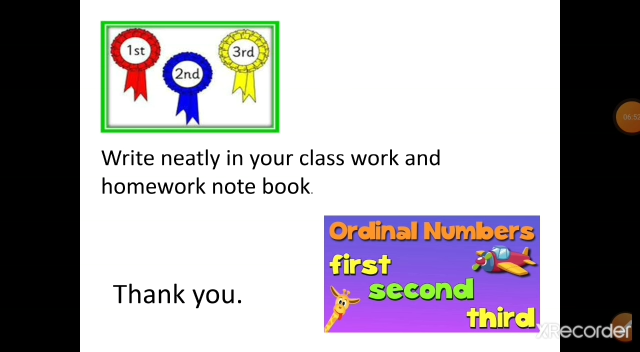 1st
2nd
3rd
Write neatly in your class work and
homework note book.
Ordinal Numbers
first
second
third
Thank you.
XRecorder